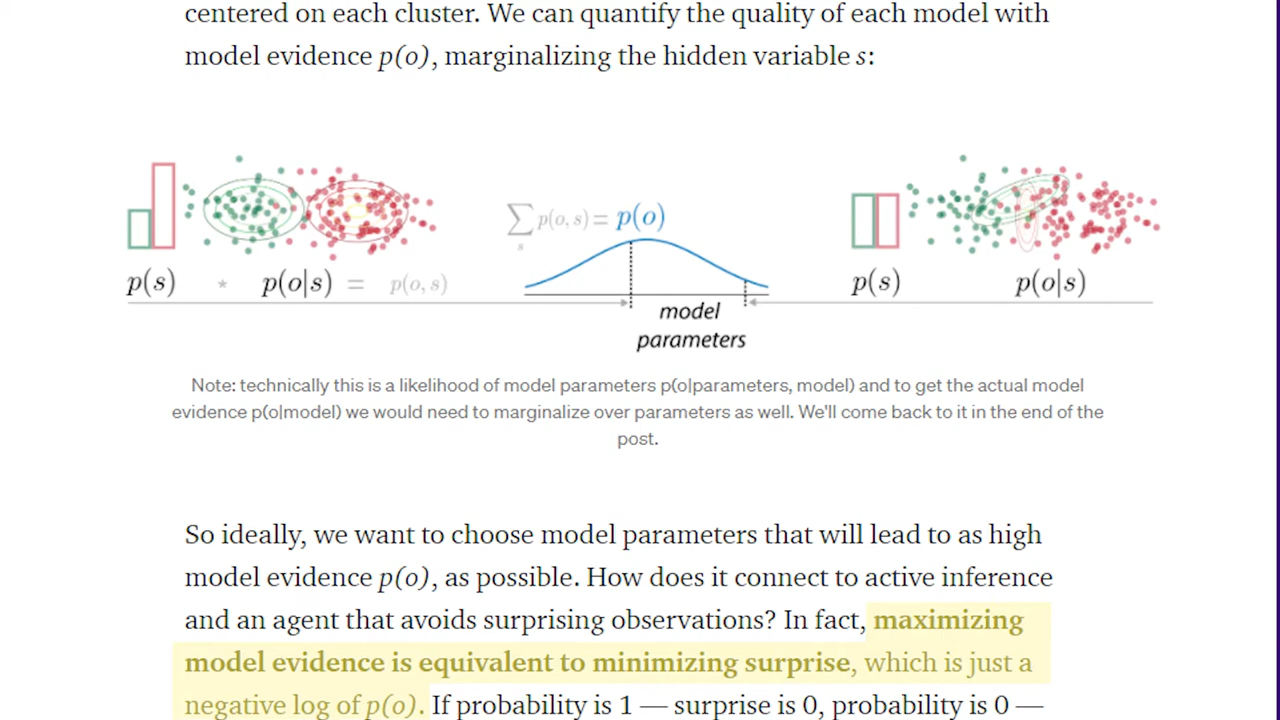 centered on each cluster. We can quantify the quality of each model with
model evidence p(o), marginalizing the hidden variable s:
∑ p(o,s) = p(o)
s
p(s) * p(o|s) = p(o,s)
model
parameters
p(s) p(o|s)
Note: technically this is a likelihood of model parameters p(o|parameters, model) and to get the actual model
evidence p(o|model) we would need to marginalize over parameters as well. We'll come back to it in the end of the
post.
So ideally, we want to choose model parameters that will lead to as high
model evidence p(o), as possible. How does it connect to active inference
and an agent that avoids surprising observations? In fact, maximizing
model evidence is equivalent to minimizing surprise, which is just a
negative log of p(o). If probability is 1 — surprise is 0, probability is 0 —